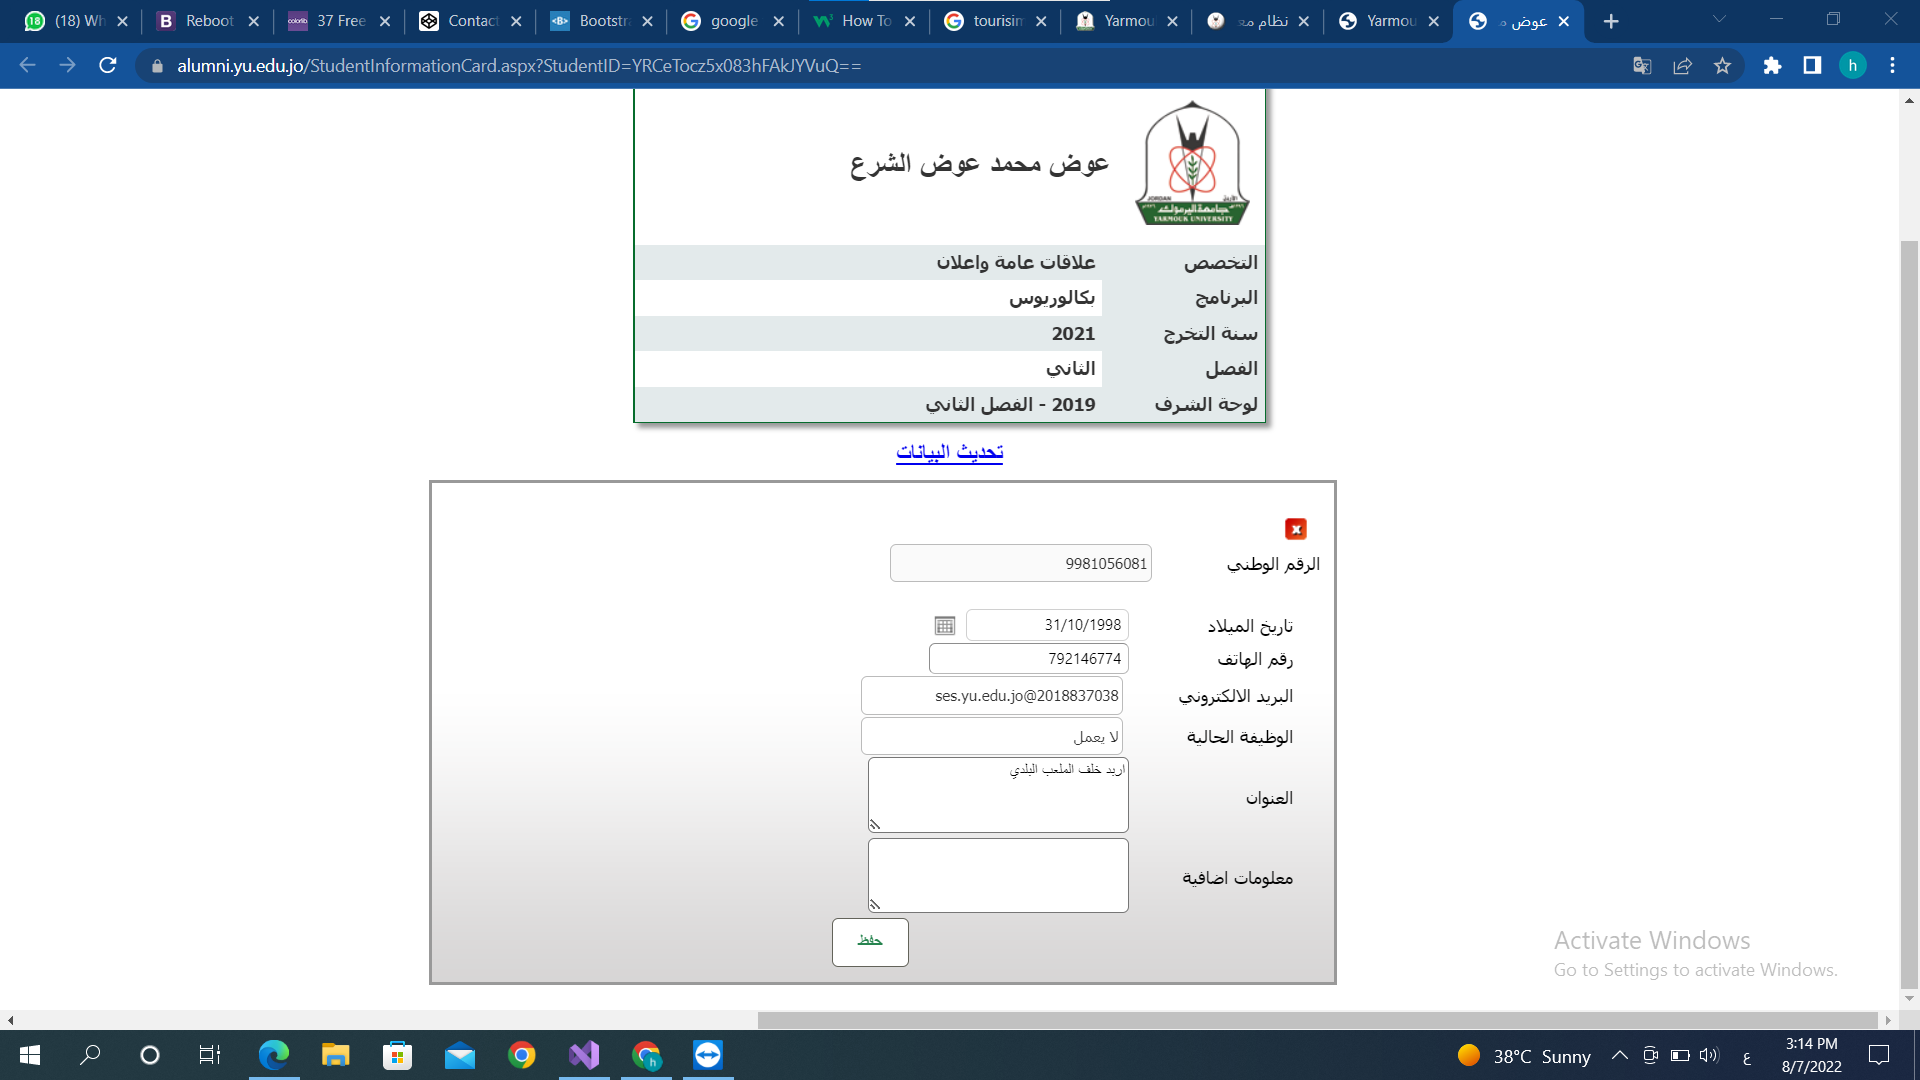 (18) Wh
Reboot
37 Free
Contact
Bootstra
google
How To
tourisim
Yarmou
نظام مع
Yarmou
عوض م
alumni.yu.edu.jo/StudentInformationCard.aspx?StudentID=YRCeTocz5x083hFAkJYVuQ==
h
عوض محمد عوض الشرع
JORDAN الأردن
جامعة اليرموك
YARMOUK UNIVERSITY
التخصص علاقات عامة واعلان
البرنامج بكالوريوس
سنة التخرج 2021
الفصل الثاني
لوحة الشرف 2019 - الفصل الثاني
تحديث البيانات
الرقم الوطني 9981056081
تاريخ الميلاد 31/10/1998
رقم الهاتف 792146774
البريد الالكتروني ses.yu.edu.jo@2018837038
الوظيفة الحالية لا يعمل
العنوان اربد خلف الملعب البلدي
معلومات اضافية
حفظ
Activate Windows
Go to Settings to activate Windows.
38°C Sunny
ع
3:14 PM
8/7/2022